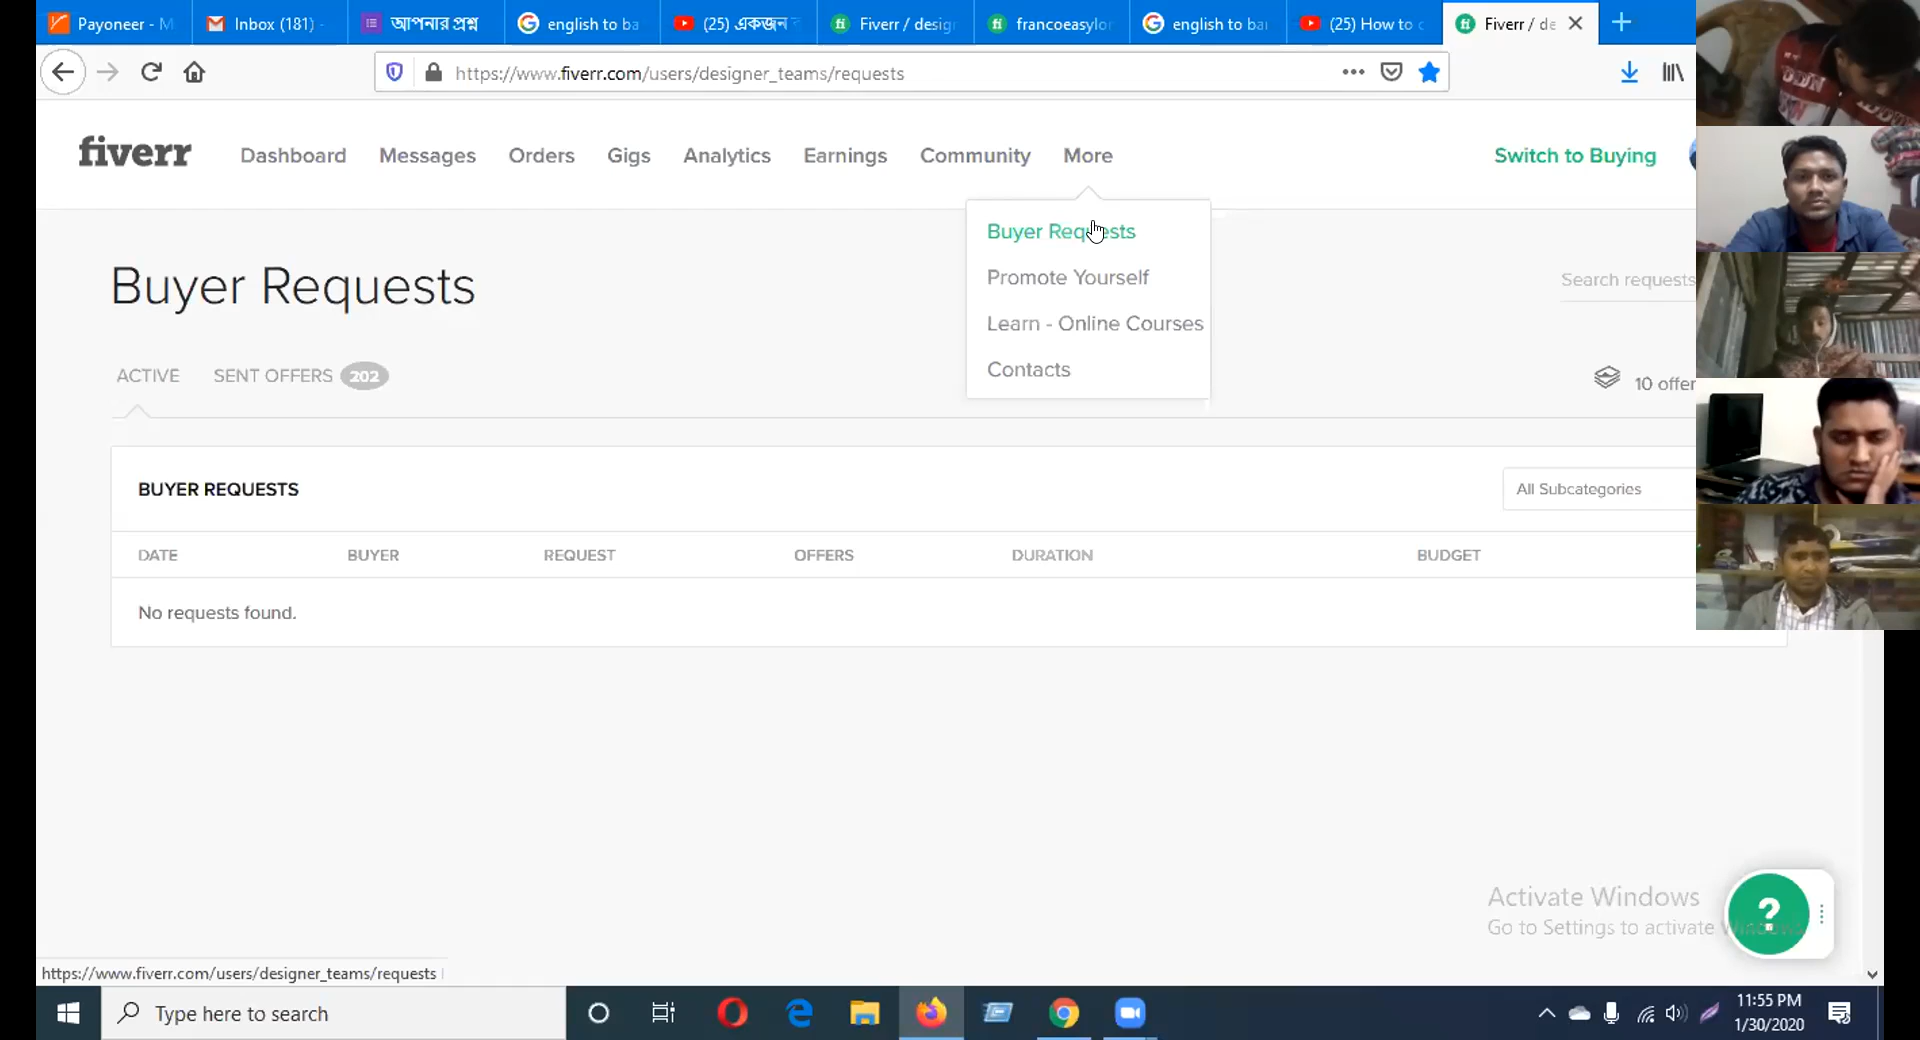 Payoneer - M
Inbox (181) -
আপনার প্রশ্ন
english to ba
(25) একজন
Fiverr / desig
francoeasylor
english to bar
(25) How to c
Fiverr / de
https://www.fiverr.com/users/designer_teams/requests
fiverr
Dashboard
Messages
Orders
Gigs
Analytics
Earnings
Community
More
Switch to Buying
Buyer Requests
Promote Yourself
Learn - Online Courses
Contacts
Buyer Requests
Search requests
ACTIVE
SENT OFFERS 202
10 offer
BUYER REQUESTS
All Subcategories
DATE
BUYER
REQUEST
OFFERS
DURATION
BUDGET
No requests found.
Activate Windows
Go to Settings to activate Windows.
https://www.fiverr.com/users/designer_teams/requests
Type here to search
11:55 PM
1/30/2020